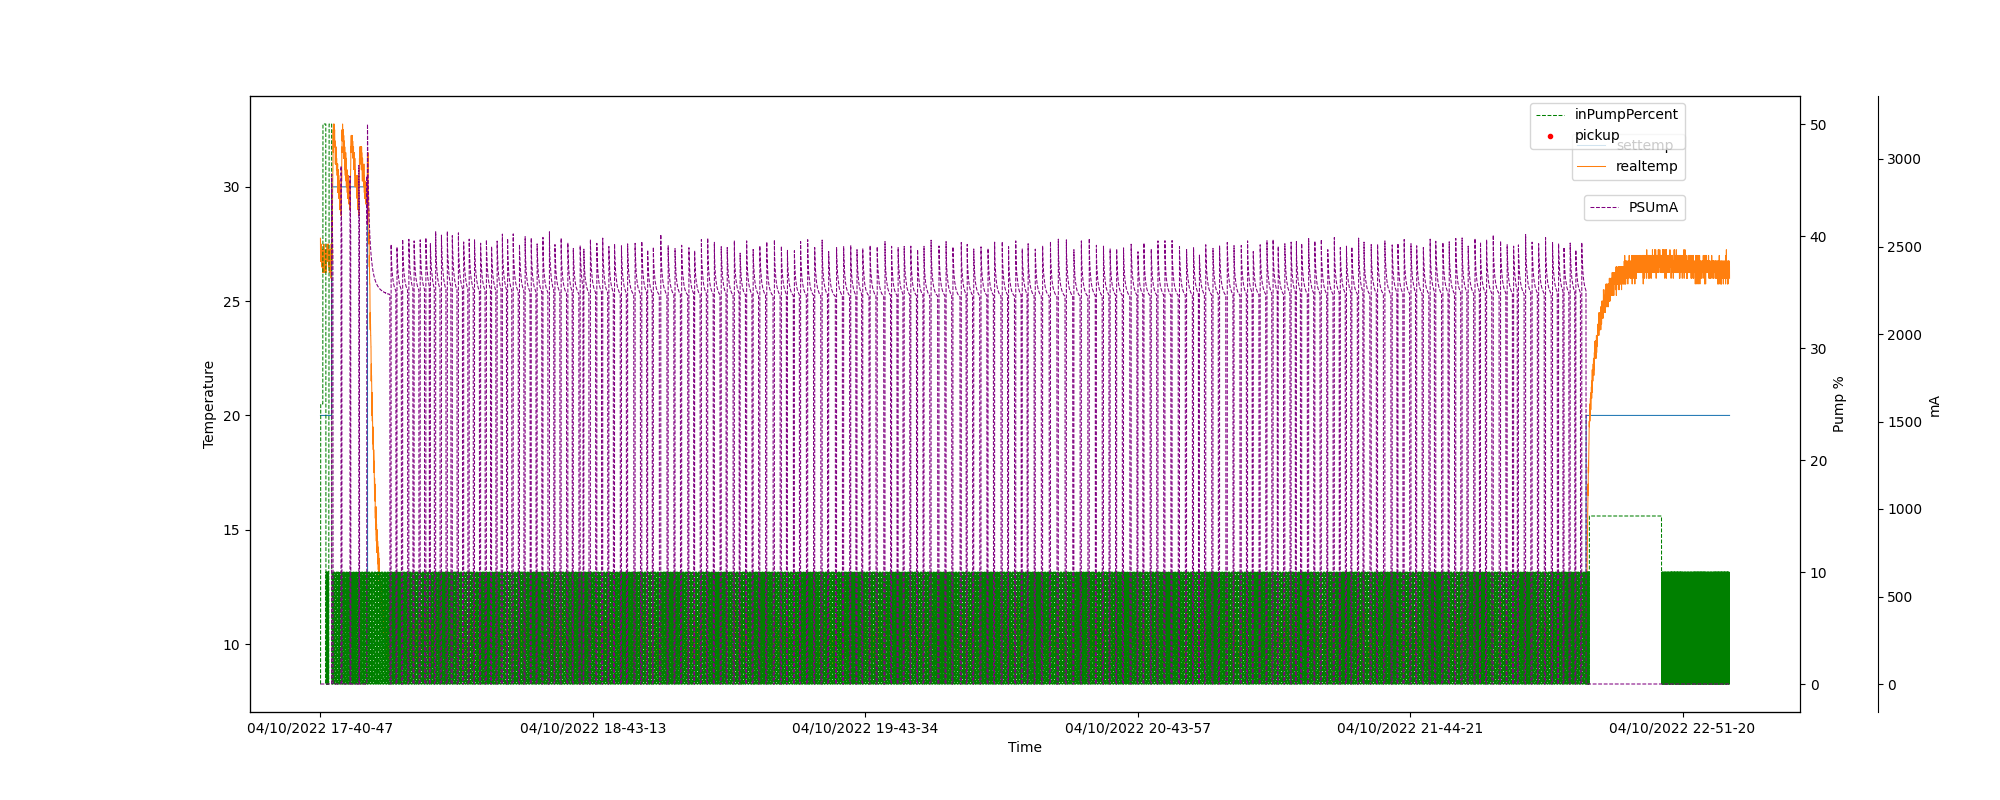 inPumpPercent
pickup
settemp
realtemp
PSUmA
30
25
20
15
10
Temperature
50
40
30
20
10
0
Pump %
3000
2500
2000
1500
1000
500
0
mA
04/10/2022 17-40-47
04/10/2022 18-43-13
04/10/2022 19-43-34
04/10/2022 20-43-57
04/10/2022 21-44-21
04/10/2022 22-51-20
Time